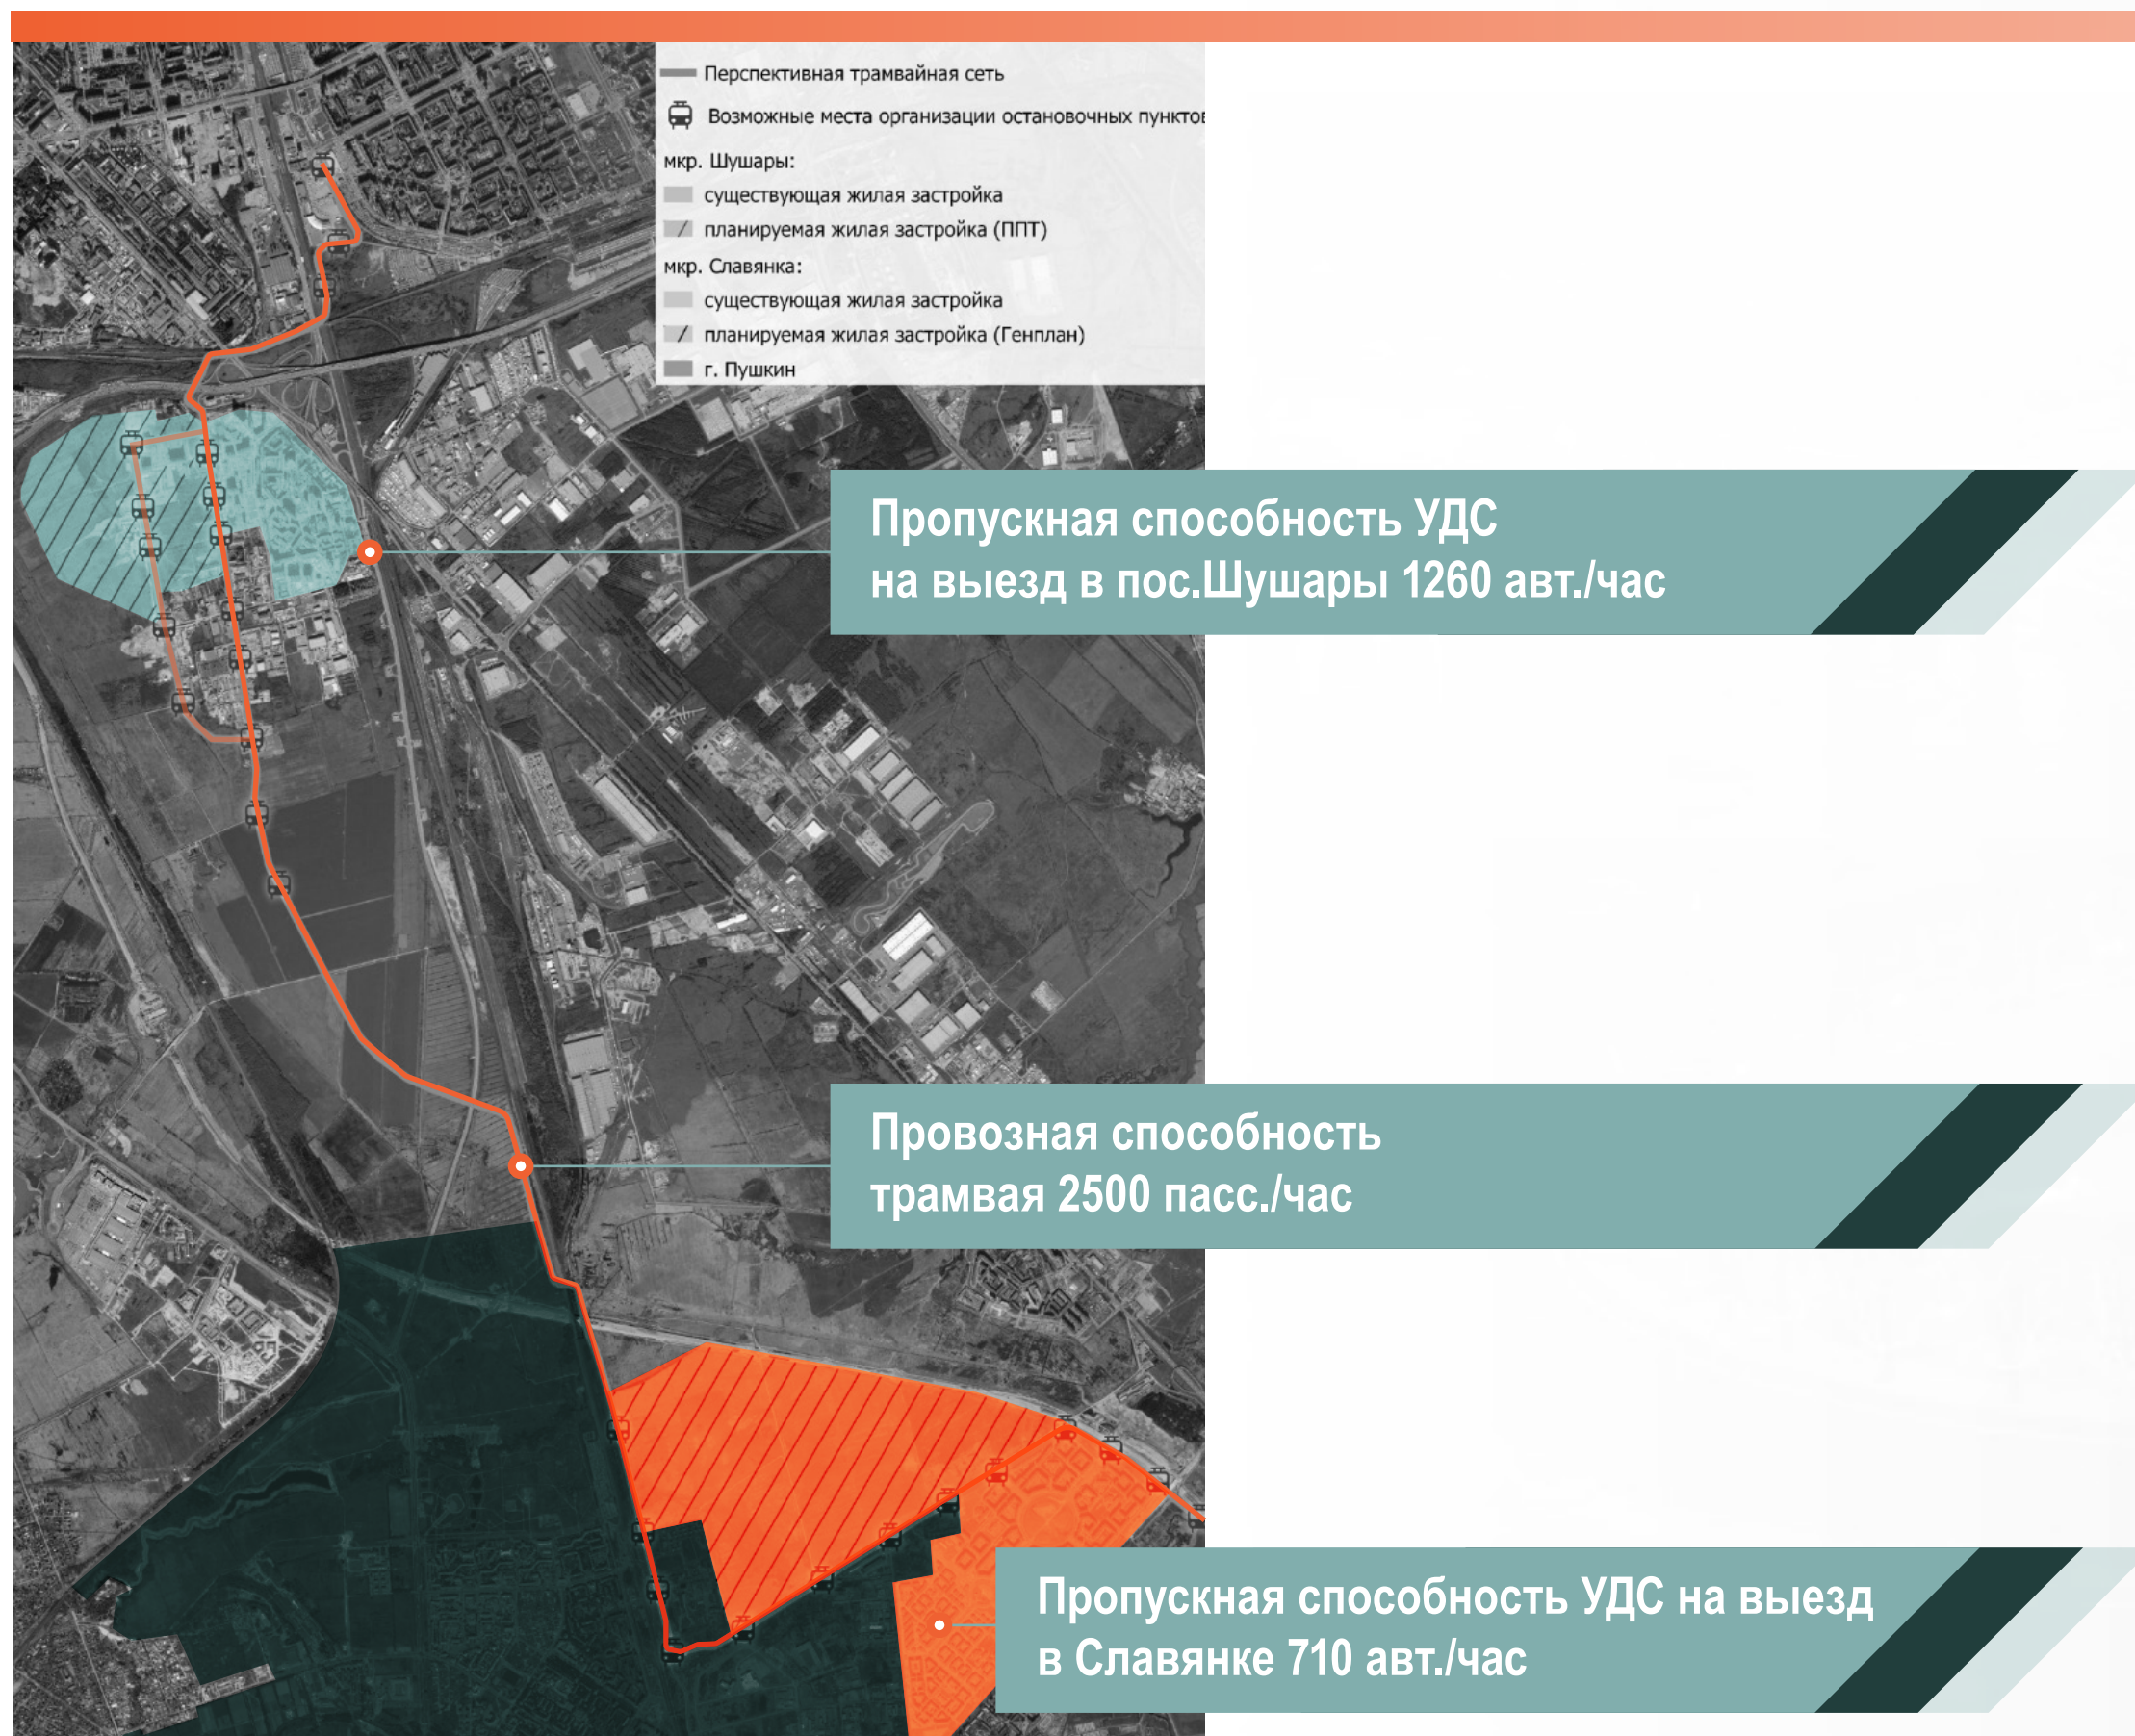 Перспективная трамвайная сеть
Возможные места организации остановочных пунктов
мкр. Шушары:
существующая жилая застройка
планируемая жилая застройка (ППТ)
мкр. Славянка:
существующая жилая застройка
планируемая жилая застройка (Генплан)
г. Пушкин
Пропускная способность УДС
на выезд в пос.Шушары 1260 авт./час
Провозная способность
трамвая 2500 пасс./час
Пропускная способность УДС на выезд
в Славянке 710 авт./час